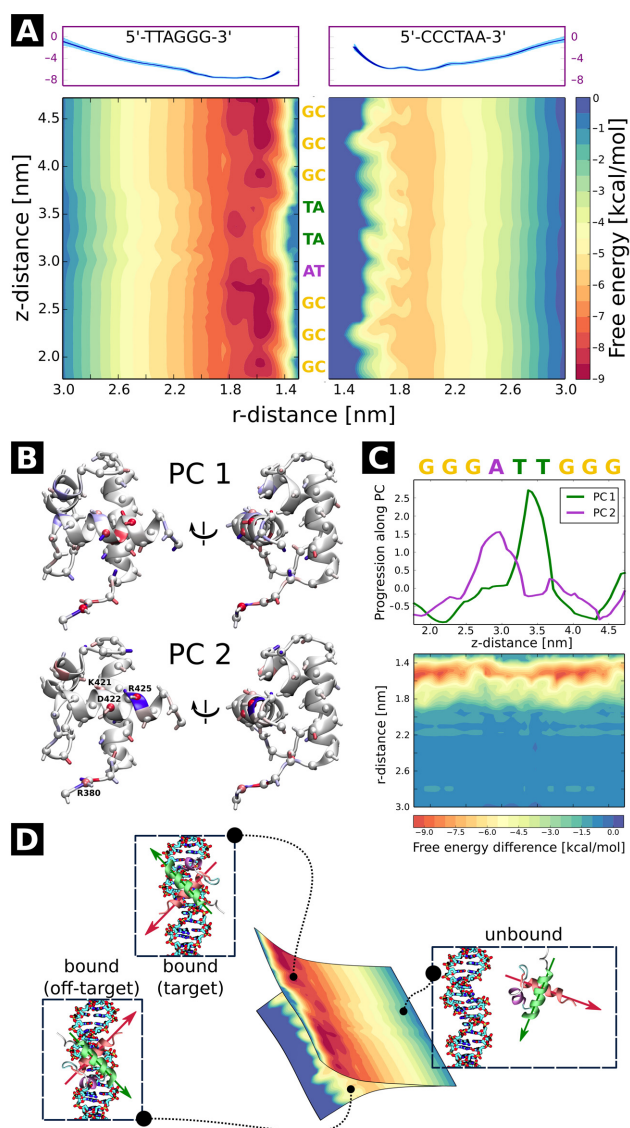 A
5'-TTAGGG-3'
5'-CCCTAA-3'
0
−4
−8
0
−4
−8
z-distance [nm]
4.5
4.0
3.5
3.0
2.5
2.0
GC
GC
GC
TA
TA
AT
GC
GC
GC
0
−1
−2
−3
−4
−5
−6
−7
−8
−9
Free energy [kcal/mol]
3.0 2.6 2.2 1.8 1.4
1.4 1.8 2.2 2.6 3.0
r-distance [nm]
B
PC 1
PC 2
K421
R425
D422
R380
C
G G G A T T G G G
Progression along PC
2.5
2.0
1.5
1.0
0.5
0.0
-0.5
PC1
PC2
2.0 2.5 3.0 3.5 4.0 4.5
z-distance [nm]
r-distance [nm]
1.4
1.8
2.2
2.6
3.0
−9.0 −7.5 −6.0 −4.5 −3.0 −1.5 0.0
Free energy difference [kcal/mol]
D
bound
(off-target)
bound
(target)
unbound